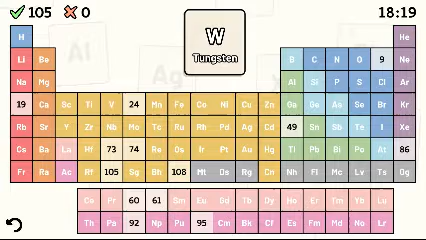 105 0 18:19
W
Tungsten
H He
Li Be B C N O 9 Ne
Na Mg Al Si P S Cl Ar
19 Ca Sc Ti V 24 Mn Fe Co Ni Cu Zn Ga Ge As Se Br Kr
Rb Sr Y Zr Nb Mo Tc Ru Rh Pd Ag Cd 49 Sn Sb Te I Xe
Cs Ba La Hf 73 74 Re Os Ir Pt Au Hg Tl Pb Bi Po At 86
Fr Ra Ac Rf 105 Sg Bh 108 Mt Ds Rg Cn Nh Fl Mc Lv Ts Og
Ce Pr 60 61 Sm Eu Gd Tb Dy Ho Er Tm Yb Lu
Th Pa 92 Np Pu 95 Cm Bk Cf Es Fm Md No Lr